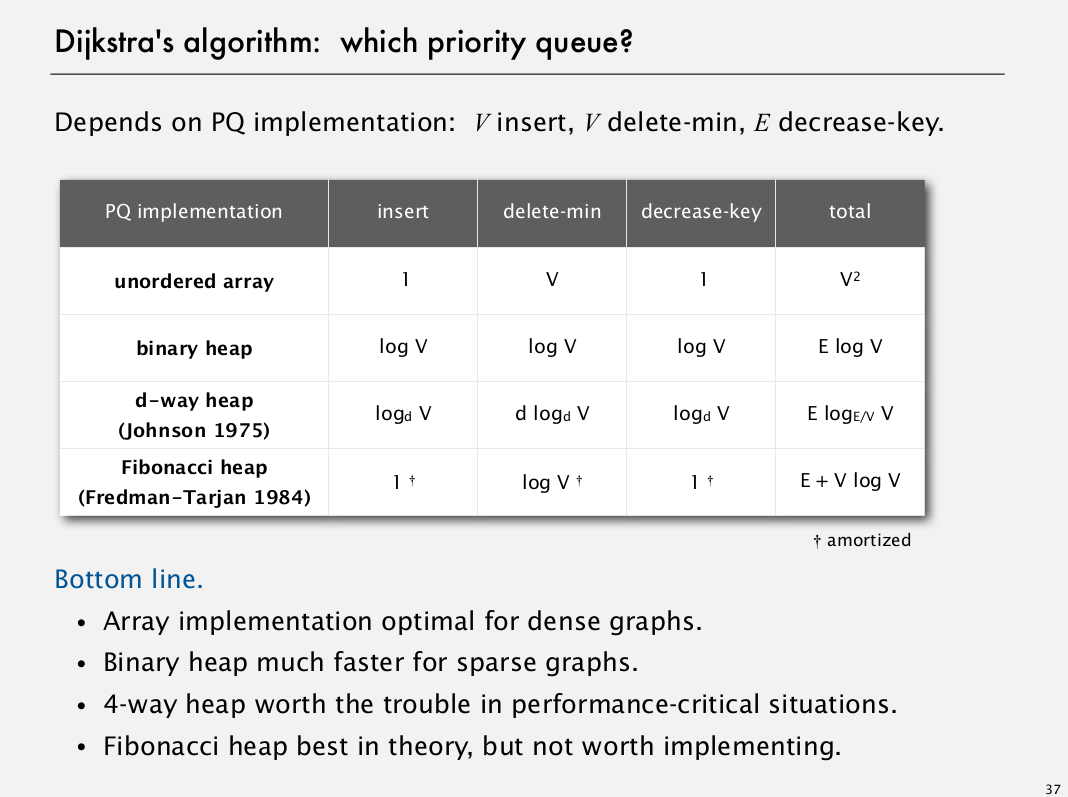 Dijkstra's algorithm: which priority queue?
Depends on PQ implementation: V insert, V delete-min, E decrease-key.
PQ implementation insert delete-min decrease-key total
unordered array 1 V 1 V²
binary heap log V log V log V E log V
d-way heap
(Johnson 1975) log_d V d log_d V log_d V E log_E/V V
Fibonacci heap
(Fredman-Tarjan 1984) 1 † log V † 1 † E + V log V
† amortized
Bottom line.
• Array implementation optimal for dense graphs.
• Binary heap much faster for sparse graphs.
• 4-way heap worth the trouble in performance-critical situations.
• Fibonacci heap best in theory, but not worth implementing.
37